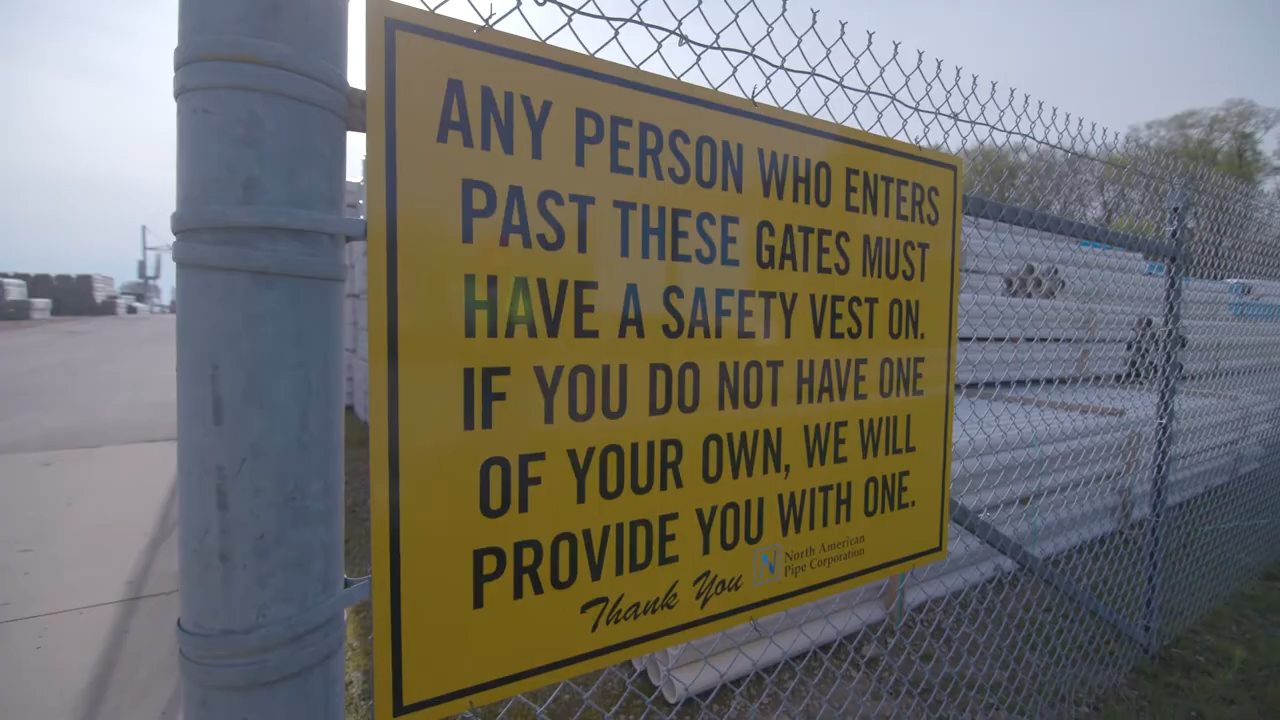 ANY PERSON WHO ENTERS
PAST THESE GATES MUST
HAVE A SAFETY VEST ON.
IF YOU DO NOT HAVE ONE
OF YOUR OWN, WE WILL
PROVIDE YOU WITH ONE.
Thank You
North American
Pipe Corporation